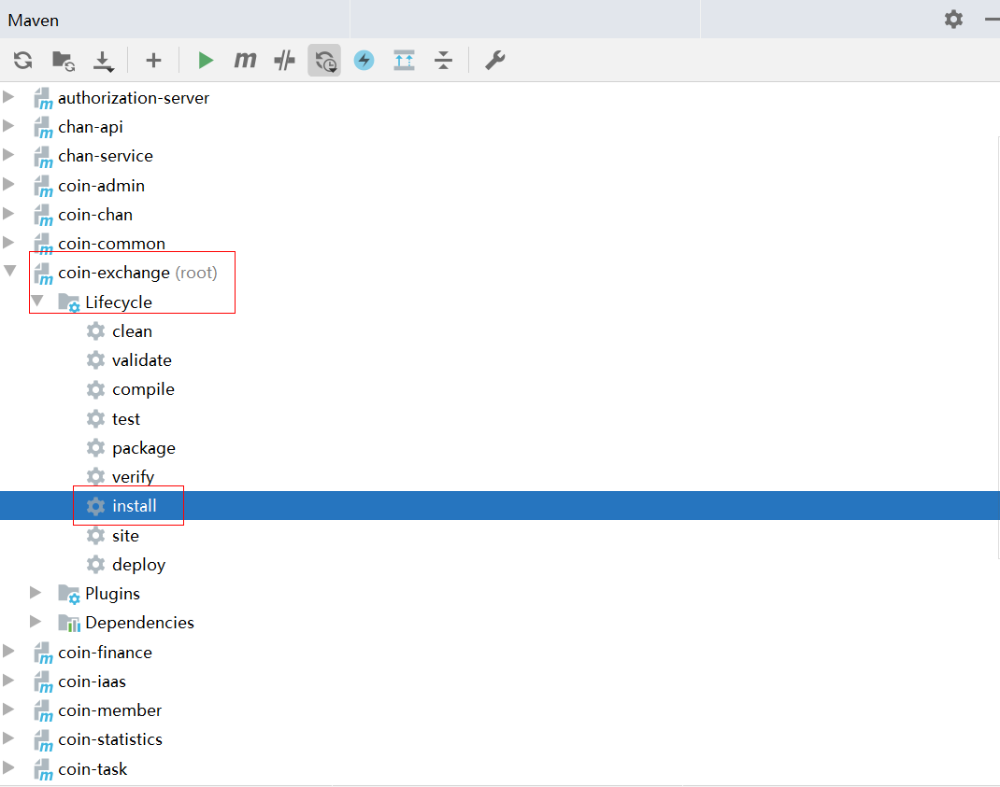 Maven
authorization-server
chan-api
chan-service
coin-admin
coin-chan
coin-common
coin-exchange (root)
Lifecycle
clean
validate
compile
test
package
verify
install
site
deploy
Plugins
Dependencies
coin-finance
coin-iaas
coin-member
coin-statistics
coin-task